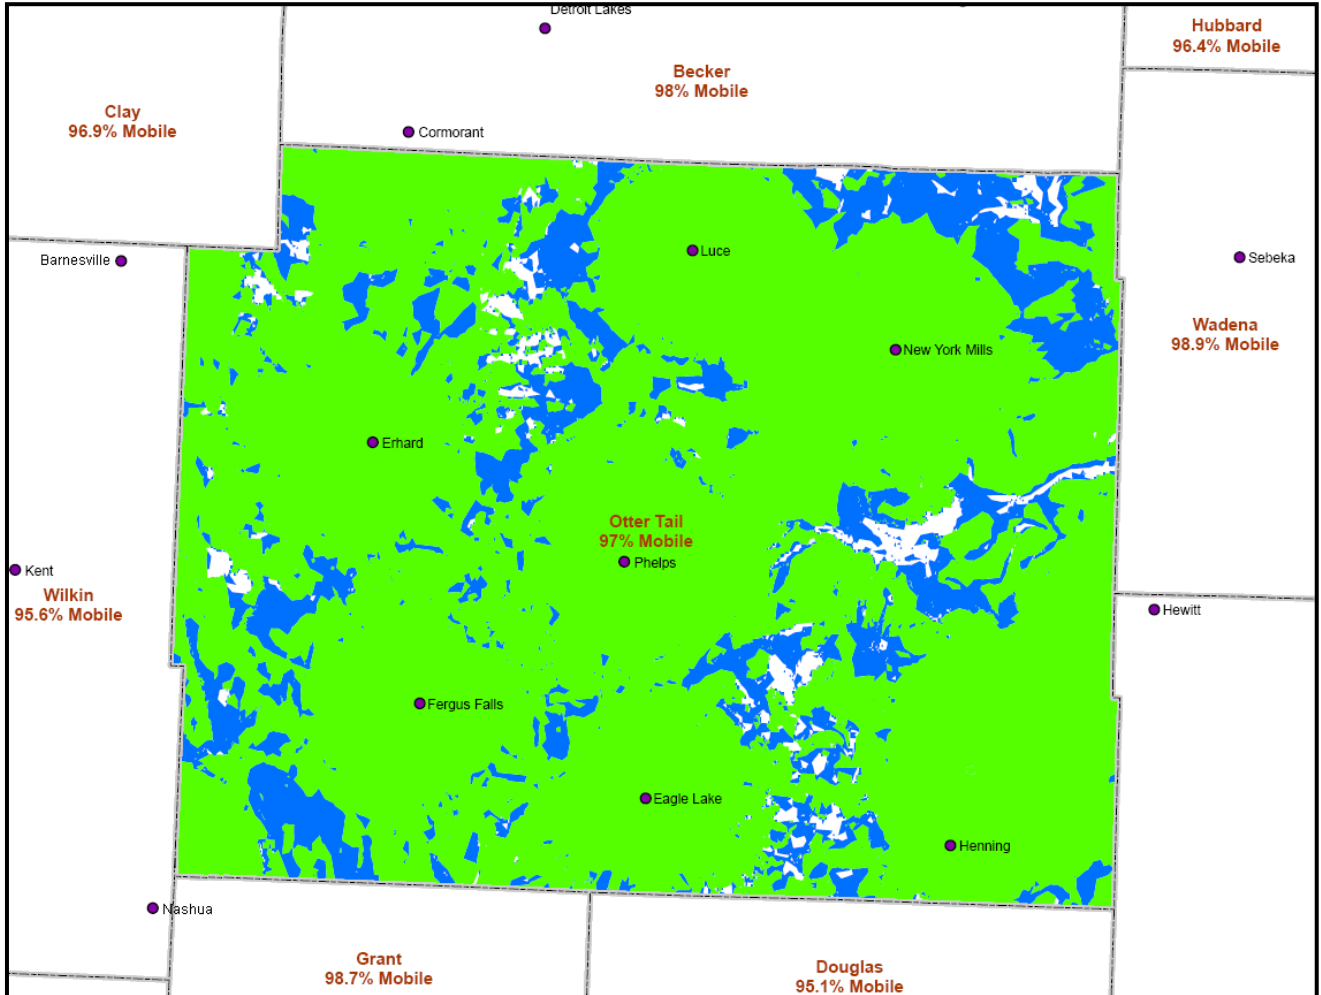 Detroit Lakes
Hubbard
96.4% Mobile
Becker
98% Mobile
Clay
96.9% Mobile
Cormorant
Luce
Barnesville
Sebeka
Wadena
98.9% Mobile
New York Mills
Erhard
Otter Tail
97% Mobile
Phelps
Kent
Wilkin
95.6% Mobile
Hewitt
Fergus Falls
Eagle Lake
Henning
Nashua
Grant
98.7% Mobile
Douglas
95.1% Mobile